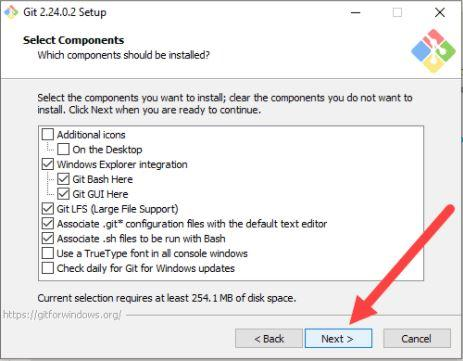 Git 2.24.0.2 Setup
Select Components
Which components should be installed?
Select the components you want to install; clear the components you do not want to
install. Click Next when you are ready to continue.
Additional icons
On the Desktop
Windows Explorer integration
Git Bash Here
Git GUI Here
Git LFS (Large File Support)
Associate .git* configuration files with the default text editor
Associate .sh files to be run with Bash
Use a TrueType font in all console windows
Check daily for Git for Windows updates
Current selection requires at least 254.1 MB of disk space.
https://gitforwindows.org/
< Back
Next >
Cancel